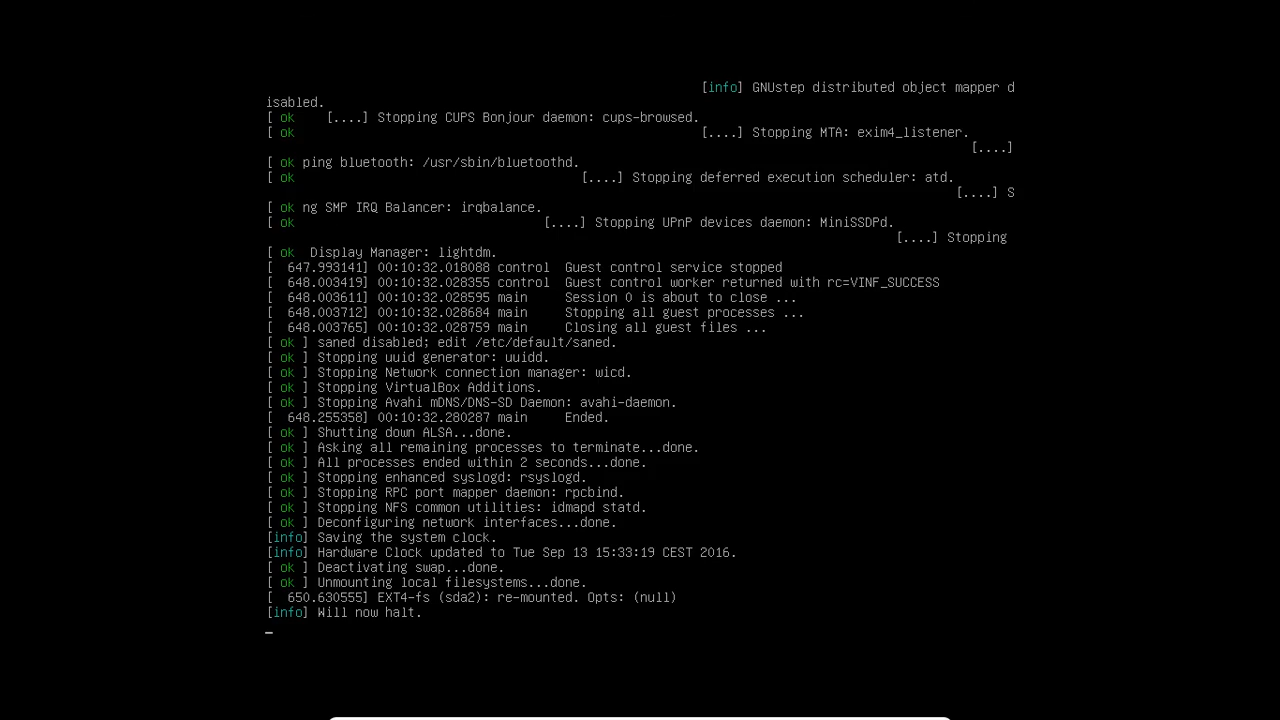 [info] GNUstep distributed object mapper d
isabled.
[ ok    [....] Stopping CUPS Bonjour daemon: cups-browsed.
[ ok    [....] Stopping MTA: exim4_listener.
[....]
[ ok ping bluetooth: /usr/sbin/bluetoothd.
[ ok    [....] Stopping deferred execution scheduler: atd.
[....] S
[ ok ng SMP IRQ Balancer: irqbalance.
[ ok    [....] Stopping UPnP devices daemon: MiniSSDPd.
[....] Stopping
[ ok  Display Manager: lightdm.
[  647.993141] 00:10:32.018088 control  Guest control service stopped
[  648.003419] 00:10:32.028355 control  Guest control worker returned with rc=VINF_SUCCESS
[  648.003611] 00:10:32.028595 main     Session 0 is about to close ...
[  648.003712] 00:10:32.028684 main     Stopping all guest processes ...
[  648.003765] 00:10:32.028759 main     Closing all guest files ...
[ ok ] saned disabled; edit /etc/default/saned.
[ ok ] Stopping uuid generator: uuidd.
[ ok ] Stopping Network connection manager: wicd.
[ ok ] Stopping VirtualBox Additions.
[ ok ] Stopping Avahi mDNS/DNS-SD Daemon: avahi-daemon.
[  648.255358] 00:10:32.280287 main     Ended.
[ ok ] Shutting down ALSA...done.
[ ok ] Asking all remaining processes to terminate...done.
[ ok ] All processes ended within 2 seconds...done.
[ ok ] Stopping enhanced syslogd: rsyslogd.
[ ok ] Stopping RPC port mapper daemon: rpcbind.
[ ok ] Stopping NFS common utilities: idmapd statd.
[ ok ] Deconfiguring network interfaces...done.
[info] Saving the system clock.
[info] Hardware Clock updated to Tue Sep 13 15:33:19 CEST 2016.
[ ok ] Deactivating swap...done.
[ ok ] Unmounting local filesystems...done.
[  650.630555] EXT4-fs (sda2): re-mounted. Opts: (null)
[info] Will now halt.